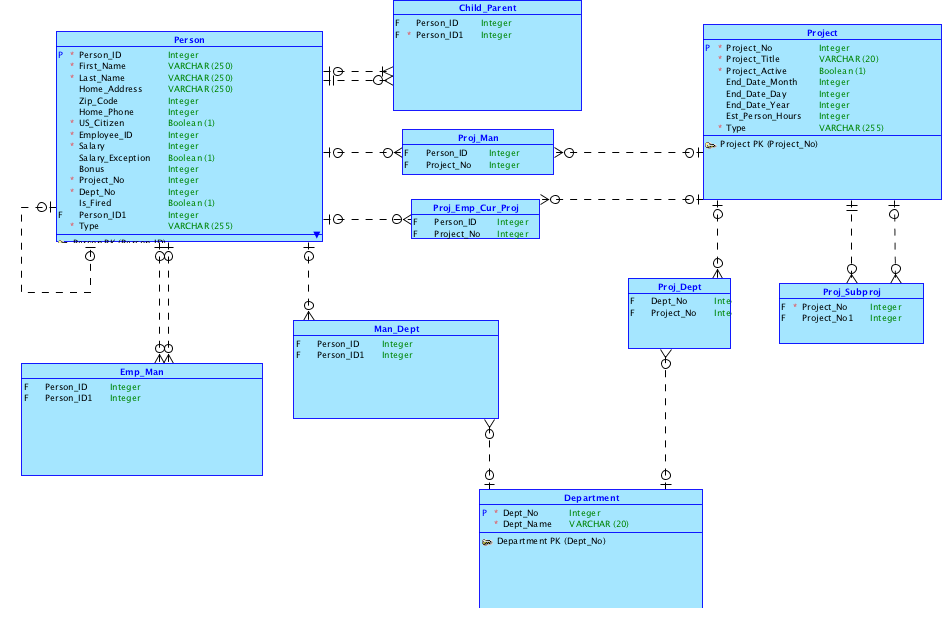 Child_Parent
F Person_ID Integer
F * Person_ID1 Integer
Person
P * Person_ID Integer
* First_Name VARCHAR (250)
* Last_Name VARCHAR (250)
Home_Address VARCHAR (250)
Zip_Code Integer
Home_Phone Integer
* US_Citizen Boolean (1)
* Employee_ID Integer
* Salary Integer
Salary_Exception Boolean (1)
Bonus Integer
* Project_No Integer
* Dept_No Integer
Is_Fired Boolean (1)
F Person_ID1 Integer
* Type VARCHAR (255)
Project
P * Project_No Integer
* Project_Title VARCHAR (20)
* Project_Active Boolean (1)
End_Date_Month Integer
End_Date_Day Integer
End_Date_Year Integer
Est_Person_Hours Integer
* Type VARCHAR (255)
Project PK (Project_No)
Proj_Man
F Person_ID Integer
F Project_No Integer
Proj_Emp_Cur_Proj
F Person_ID Integer
F Project_No Integer
Proj_Dept
F Dept_No Inte
F Project_No Inte
Proj_Subproj
F * Project_No Integer
F Project_No1 Integer
Man_Dept
F Person_ID Integer
F Person_ID1 Integer
Emp_Man
F Person_ID Integer
F Person_ID1 Integer
Department
P * Dept_No Integer
* Dept_Name VARCHAR (20)
Department PK (Dept_No)